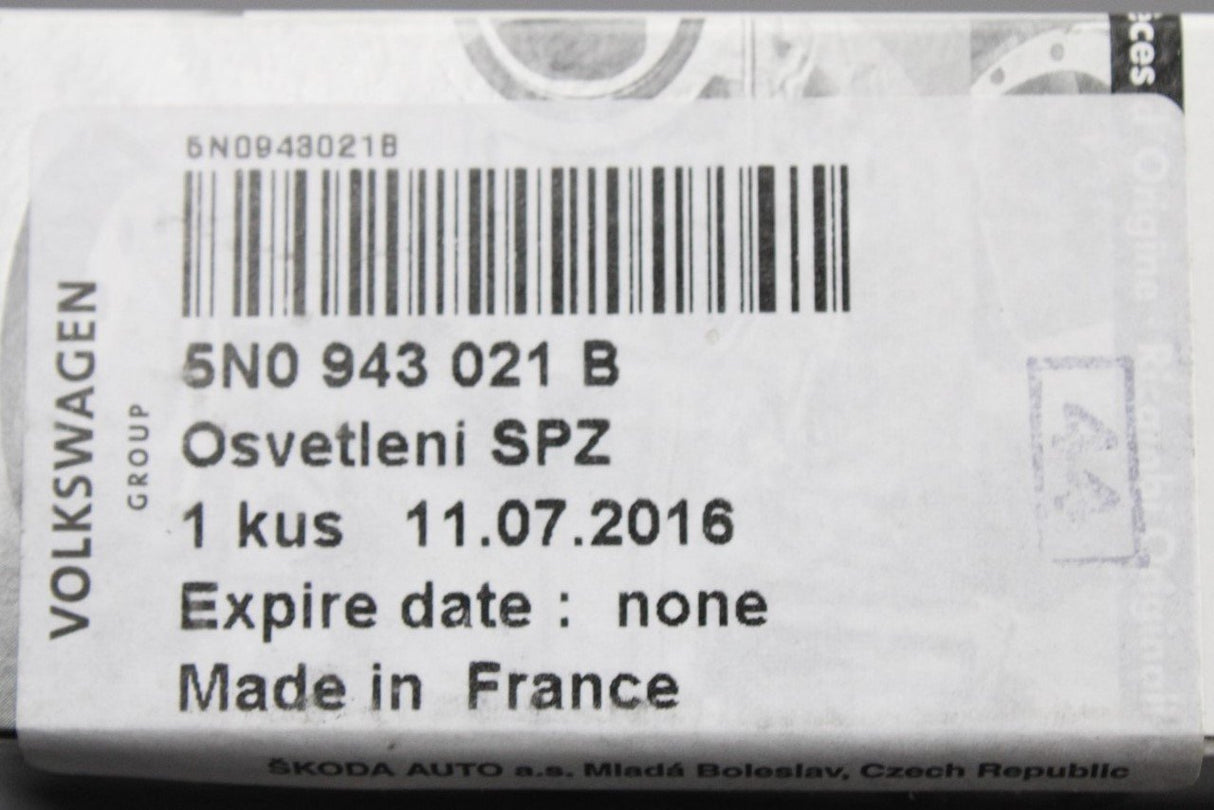 ces
5N0943021B
VOLKSWAGEN
GROUP
5N0 943 021 B
Osvetleni SPZ
1 kus 11.07.2016
Expire date : none
Made in France
ŠKODA AUTO a.s. Mladá Boleslav, Czech Republic